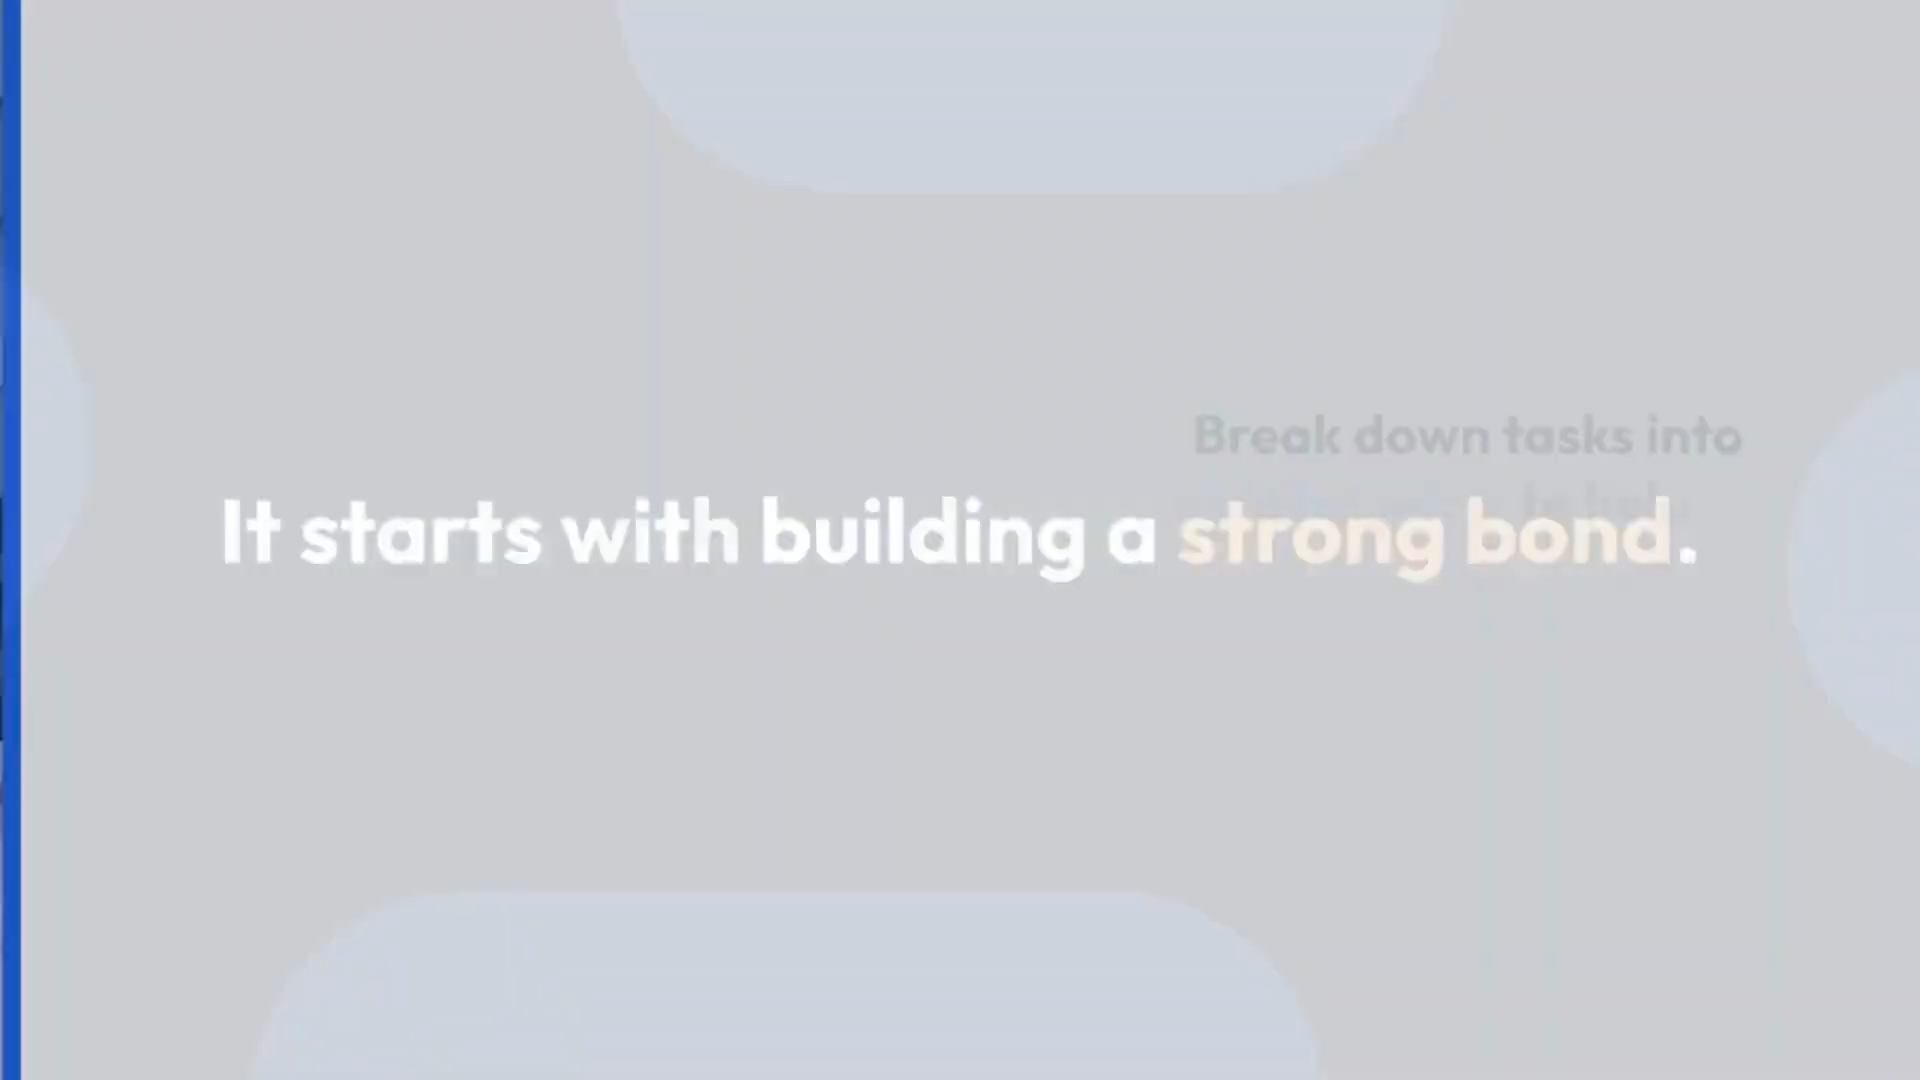 Break down tasks into
It starts with building a strong bond.